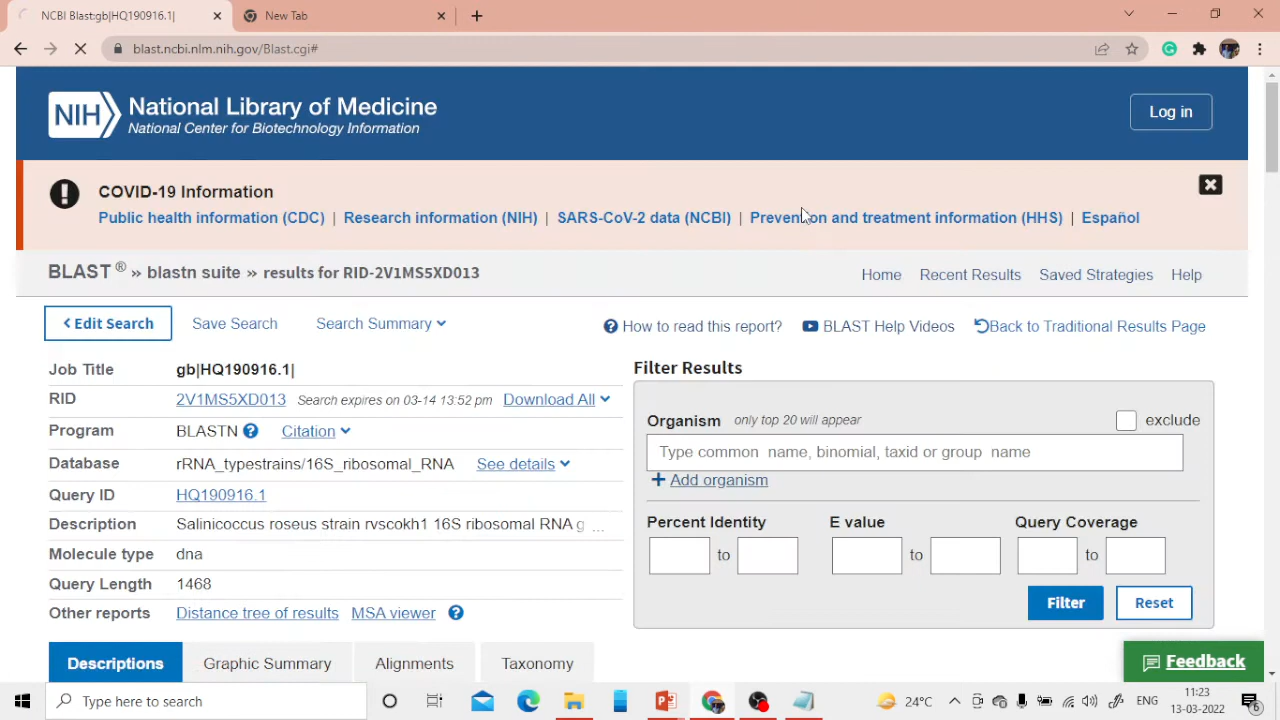 NCBI Blast:gb|HQ190916.1|
New Tab
blast.ncbi.nlm.nih.gov/Blast.cgi#
NIH National Library of Medicine
National Center for Biotechnology Information
Log in
COVID-19 Information
Public health information (CDC) | Research information (NIH) | SARS-CoV-2 data (NCBI) | Prevention and treatment information (HHS) | Español
BLAST ® » blastn suite » results for RID-2V1MS5XD013
Home Recent Results Saved Strategies Help
< Edit Search Save Search Search Summary
How to read this report? BLAST Help Videos Back to Traditional Results Page
Job Title gb|HQ190916.1|
RID 2V1MS5XD013 Search expires on 03-14 13:52 pm Download All
Program BLASTN ? Citation
Database rRNA_typestrains/16S_ribosomal_RNA See details
Query ID HQ190916.1
Description Salinicoccus roseus strain rvscokh1 16S ribosomal RNA g ...
Molecule type dna
Query Length 1468
Other reports Distance tree of results MSA viewer ?
Filter Results
Organism only top 20 will appear exclude
Type common name, binomial, taxid or group name
+ Add organism
Percent Identity E value Query Coverage
to to to
Filter Reset
Descriptions Graphic Summary Alignments Taxonomy
Feedback
Type here to search
24°C
ENG
11:23
13-03-2022
6